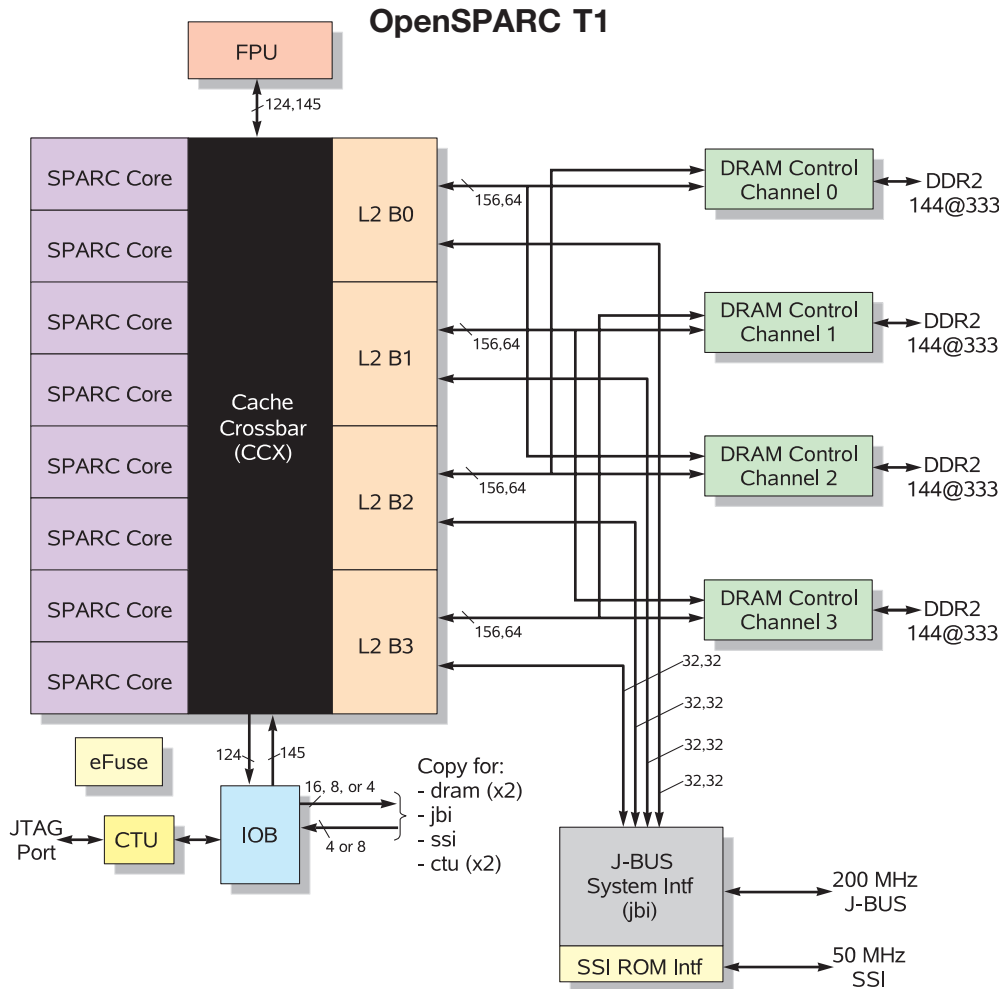 OpenSPARC T1
FPU
124,145
SPARC Core
SPARC Core
SPARC Core
SPARC Core
SPARC Core
SPARC Core
SPARC Core
SPARC Core
Cache
Crossbar
(CCX)
L2 B0
L2 B1
L2 B2
L2 B3
156,64
156,64
156,64
156,64
DRAM Control
Channel 0
DDR2
144@333
DRAM Control
Channel 1
DDR2
144@333
DRAM Control
Channel 2
DDR2
144@333
DRAM Control
Channel 3
DDR2
144@333
32,32
32,32
32,32
32,32
124
145
eFuse
JTAG
Port
CTU
IOB
16, 8, or 4
4 or 8
Copy for:
- dram (x2)
- jbi
- ssi
- ctu (x2)
J-BUS
System Intf
(jbi)
SSI ROM Intf
200 MHz
J-BUS
50 MHz
SSI